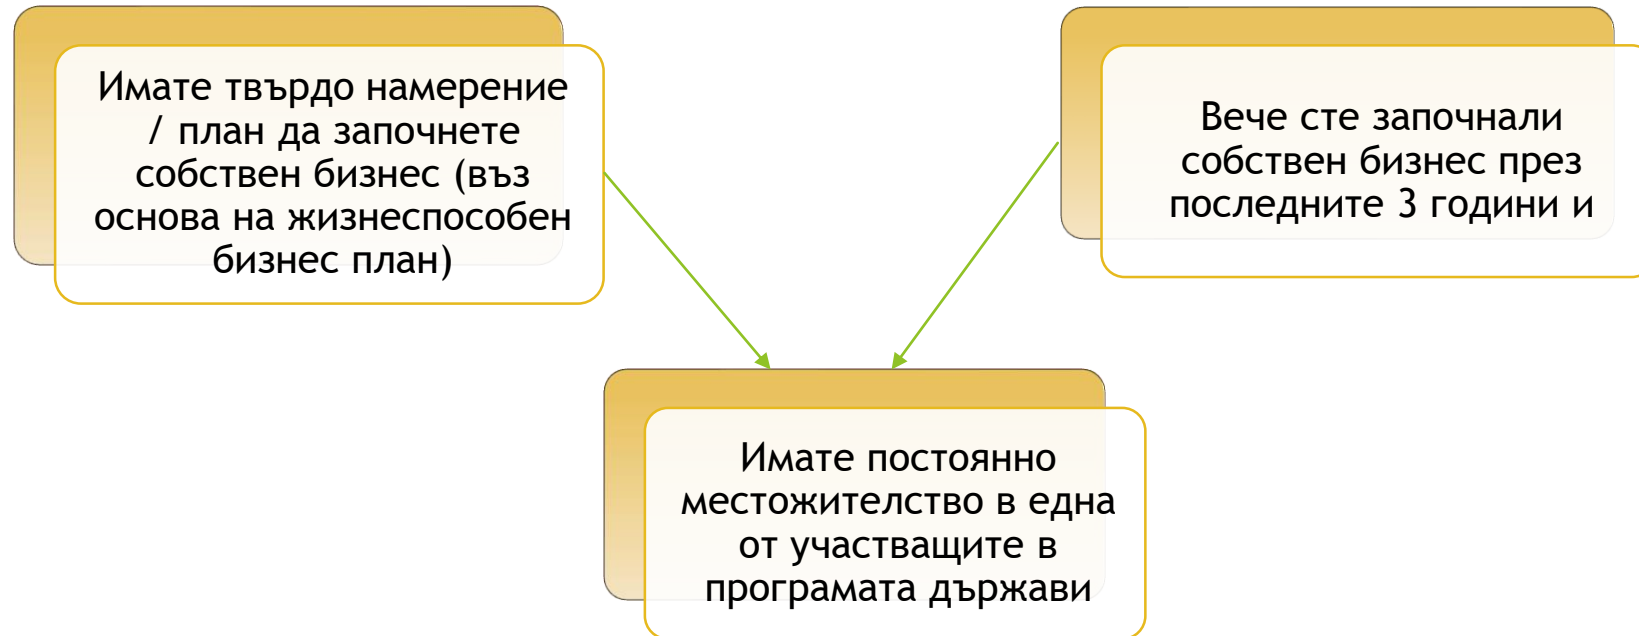 Имате твърдо намерение
/ план да започнете
собствен бизнес (въз
основа на жизнеспособен
бизнес план)
Вече сте започнали
собствен бизнес през
последните 3 години и
Имате постоянно
местожителство в една
от участващите в
програмата държави